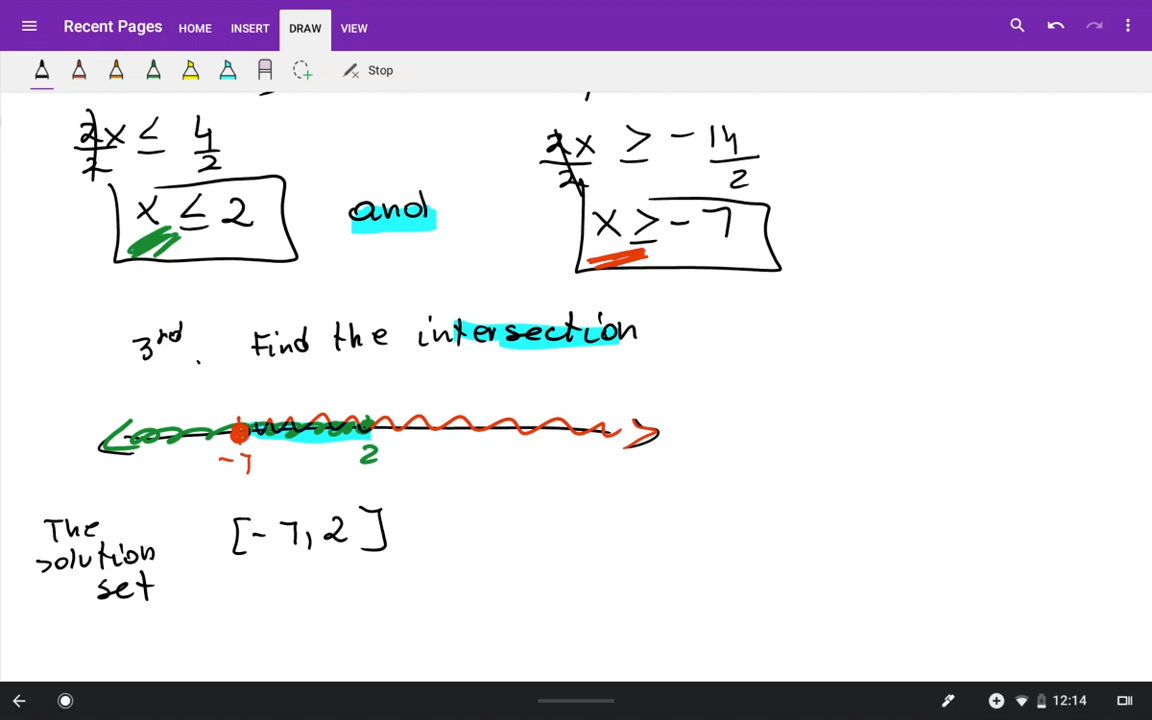 Recent Pages HOME INSERT DRAW VIEW
Stop
2x/2 ≤ 4/2
2x/2 ≥ -14/2
x ≤ 2 and x ≥ -7
3rd. Find the intersection
-7 2
The solution set [-7, 2]
12:14